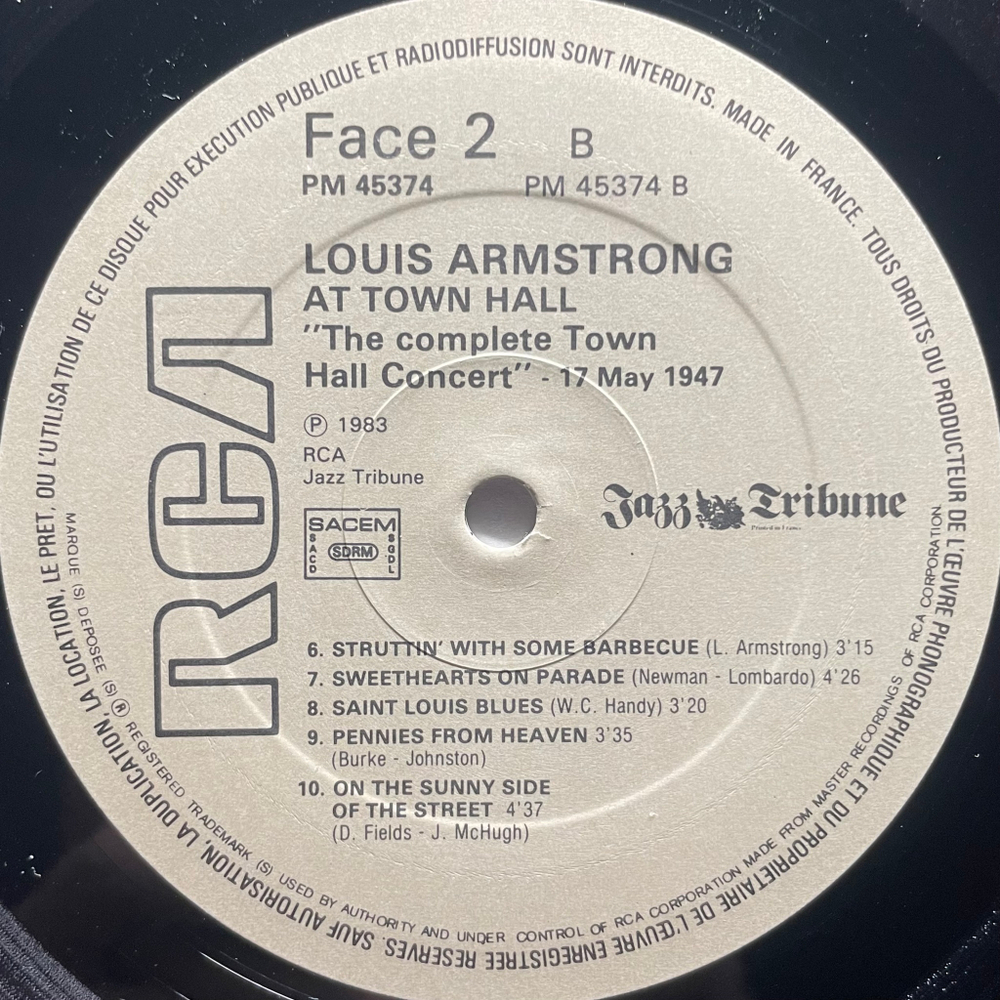 Face 2 B
PM 45374 PM 45374 B
LOUIS ARMSTRONG
AT TOWN HALL
"The complete Town
Hall Concert" - 17 May 1947
℗ 1983
RCA
Jazz Tribune
SACEM
SACD SDRM SGDL
RCA
Jazz Tribune
Printed in France
6. STRUTTIN' WITH SOME BARBECUE (L. Armstrong) 3'15
7. SWEETHEARTS ON PARADE (Newman - Lombardo) 4'26
8. SAINT LOUIS BLUES (W.C. Handy) 3'20
9. PENNIES FROM HEAVEN 3'35
(Burke - Johnston)
10. ON THE SUNNY SIDE
OF THE STREET 4'37
(D. Fields - J. McHugh)
MADE IN FRANCE. TOUS DROITS DU PRODUCTEUR DE L'ŒUVRE PHONOGRAPHIQUE ET DU PROPRIETAIRE DE L'ŒUVRE ENREGISTREE RESERVES. SAUF AUTORISATION, LA DUPLICATION, LA LOCATION, LE PRET, OU L'UTILISATION DE CE DISQUE POUR EXECUTION PUBLIQUE ET RADIODIFFUSION SONT INTERDITS.
MARQUE (S) DEPOSEE (S) ® REGISTERED TRADEMARK (S) USED BY AUTHORITY AND UNDER CONTROL OF RCA CORPORATION MADE FROM MASTER RECORDINGS OF RCA CORPORATION